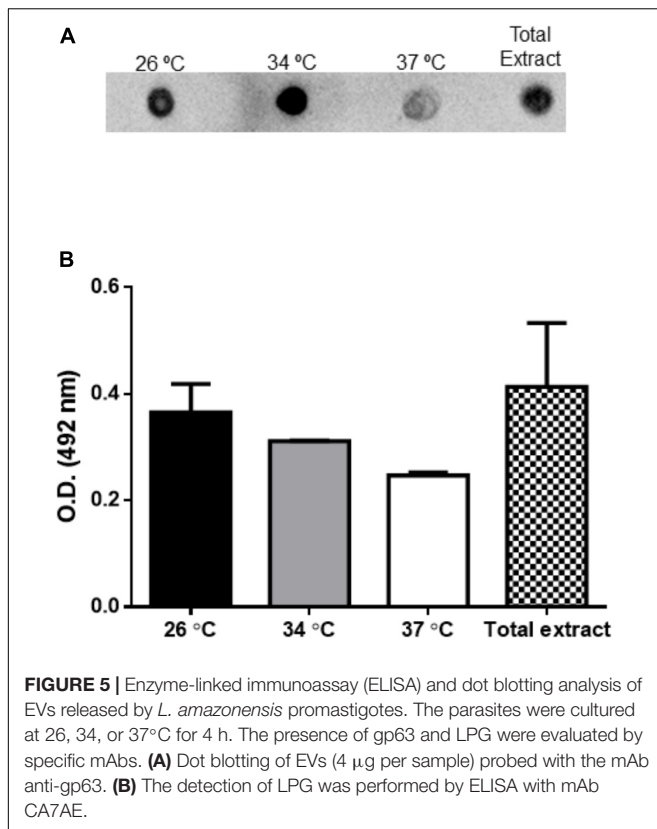 A
26 ºC
34 ºC
37 ºC
Total
Extract
B
O.D. (492 nm)
0.6
0.4
0.2
0.0
26 °C
34 °C
37 °C
Total extract
FIGURE 5 | Enzyme-linked immunoassay (ELISA) and dot blotting analysis of
EVs released by L. amazonensis promastigotes. The parasites were cultured
at 26, 34, or 37°C for 4 h. The presence of gp63 and LPG were evaluated by
specific mAbs. (A) Dot blotting of EVs (4 μg per sample) probed with the mAb
anti-gp63. (B) The detection of LPG was performed by ELISA with mAb
CA7AE.